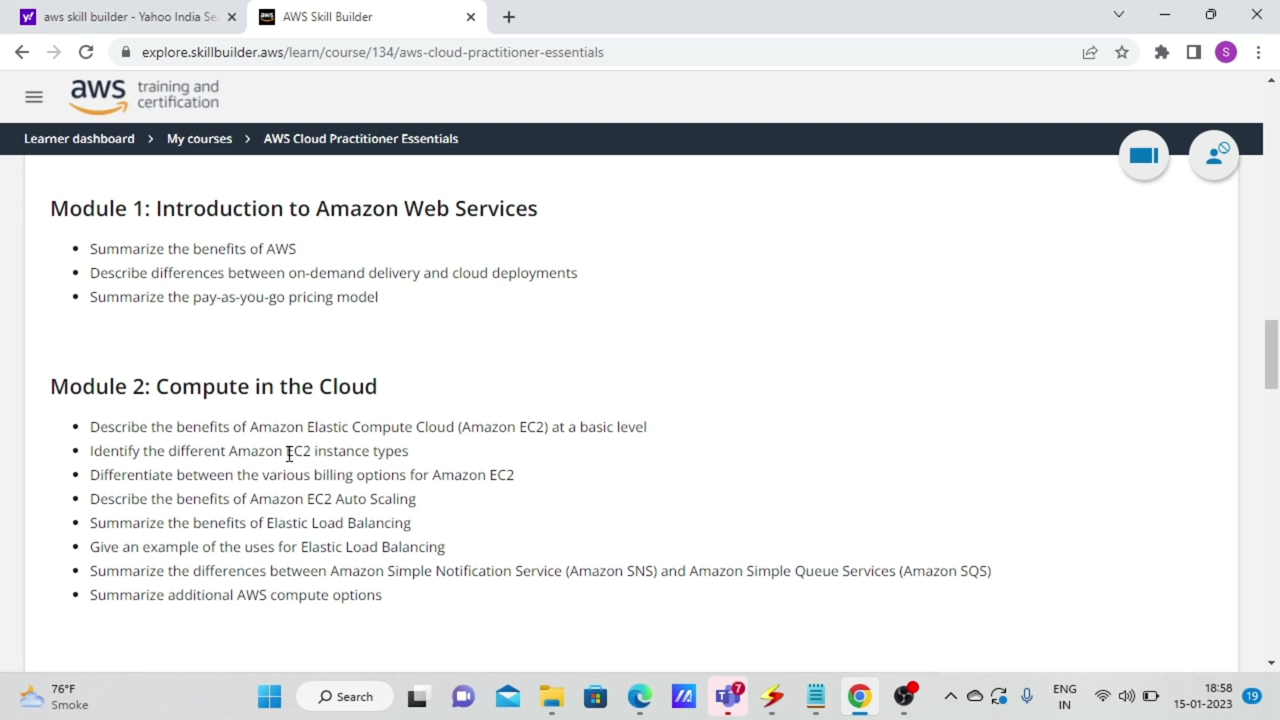 aws skill builder - Yahoo India Se
AWS Skill Builder
explore.skillbuilder.aws/learn/course/134/aws-cloud-practitioner-essentials
S
aws training and certification
Learner dashboard > My courses > AWS Cloud Practitioner Essentials
Module 1: Introduction to Amazon Web Services
• Summarize the benefits of AWS
• Describe differences between on-demand delivery and cloud deployments
• Summarize the pay-as-you-go pricing model
Module 2: Compute in the Cloud
• Describe the benefits of Amazon Elastic Compute Cloud (Amazon EC2) at a basic level
• Identify the different Amazon EC2 instance types
• Differentiate between the various billing options for Amazon EC2
• Describe the benefits of Amazon EC2 Auto Scaling
• Summarize the benefits of Elastic Load Balancing
• Give an example of the uses for Elastic Load Balancing
• Summarize the differences between Amazon Simple Notification Service (Amazon SNS) and Amazon Simple Queue Services (Amazon SQS)
• Summarize additional AWS compute options
76°F
Smoke
Search
7
ENG
IN
18:58
15-01-2023
19